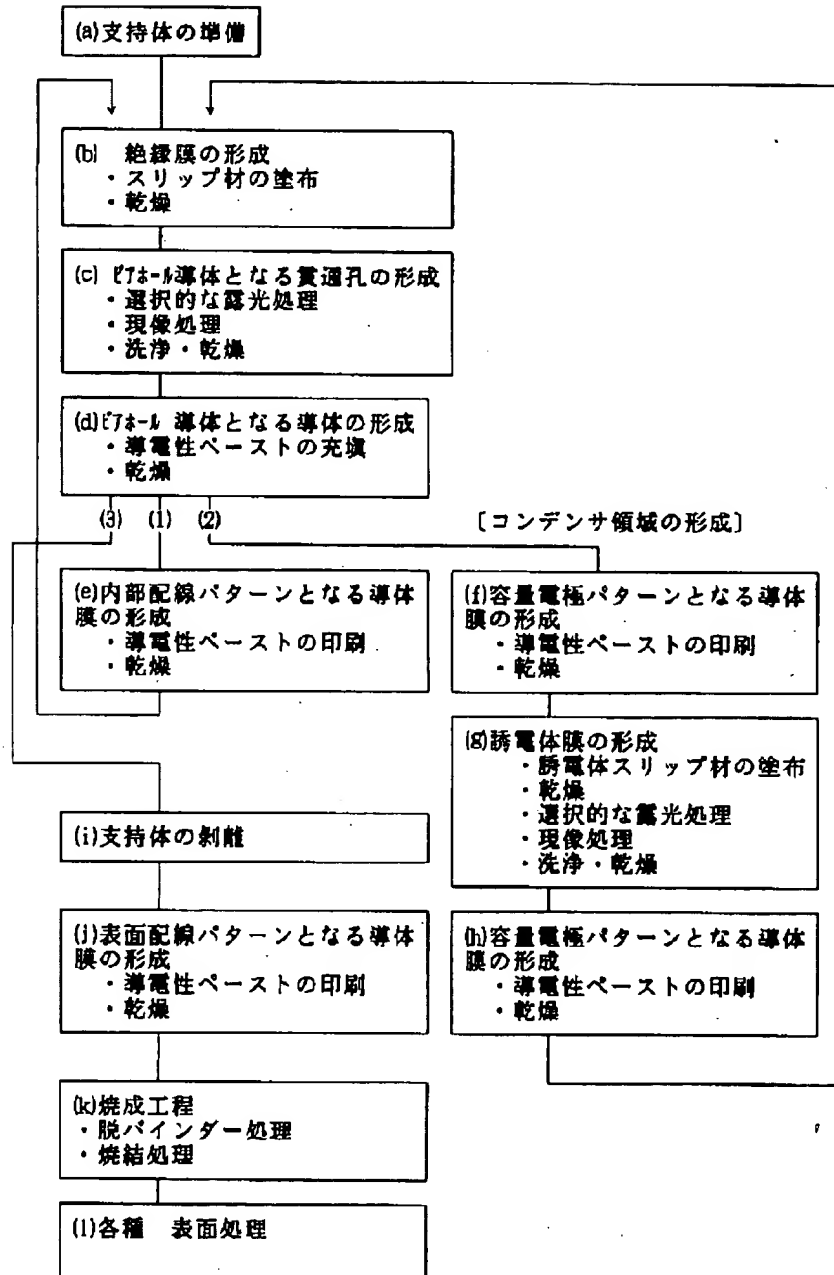 (a)支持体の準備
(b) 絶縁膜の形成
・スリップ材の塗布
・乾燥
(c) ﾋﾞｱﾎｰﾙ導体となる貫通孔の形成
・選択的な露光処理
・現像処理
・洗浄・乾燥
(d)ﾋﾞｱﾎｰﾙ 導体となる導体の形成
・導電性ペーストの充填
・乾燥
(3) (1) (2)
〔コンデンサ領域の形成〕
(e)内部配線パターンとなる導体
膜の形成
・導電性ペーストの印刷
・乾燥
(f)容量電極パターンとなる導体
膜の形成
・導電性ペーストの印刷
・乾燥
(g)誘電体膜の形成
・誘電体スリップ材の塗布
・乾燥
・選択的な露光処理
・現像処理
・洗浄・乾燥
(h)容量電極パターンとなる導体
膜の形成
・導電性ペーストの印刷
・乾燥
(i)支持体の剥離
(j)表面配線パターンとなる導体
膜の形成
・導電性ペーストの印刷
・乾燥
(k)焼成工程
・脱バインダー処理
・焼結処理
(l)各種 表面処理